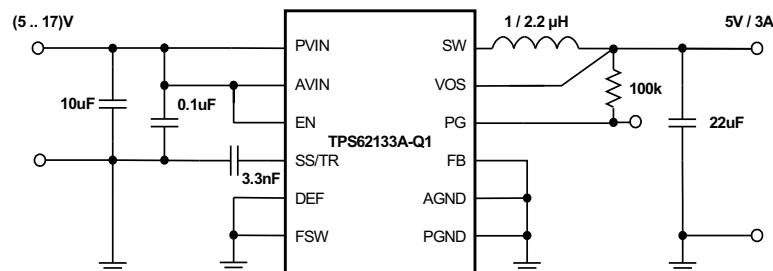 (5 .. 17)V
1 / 2.2 µH
5V / 3A
PVIN
SW
AVIN
VOS
10uF
0.1uF
100k
EN
PG
22uF
TPS62133A-Q1
SS/TR
FB
3.3nF
DEF
AGND
FSW
PGND